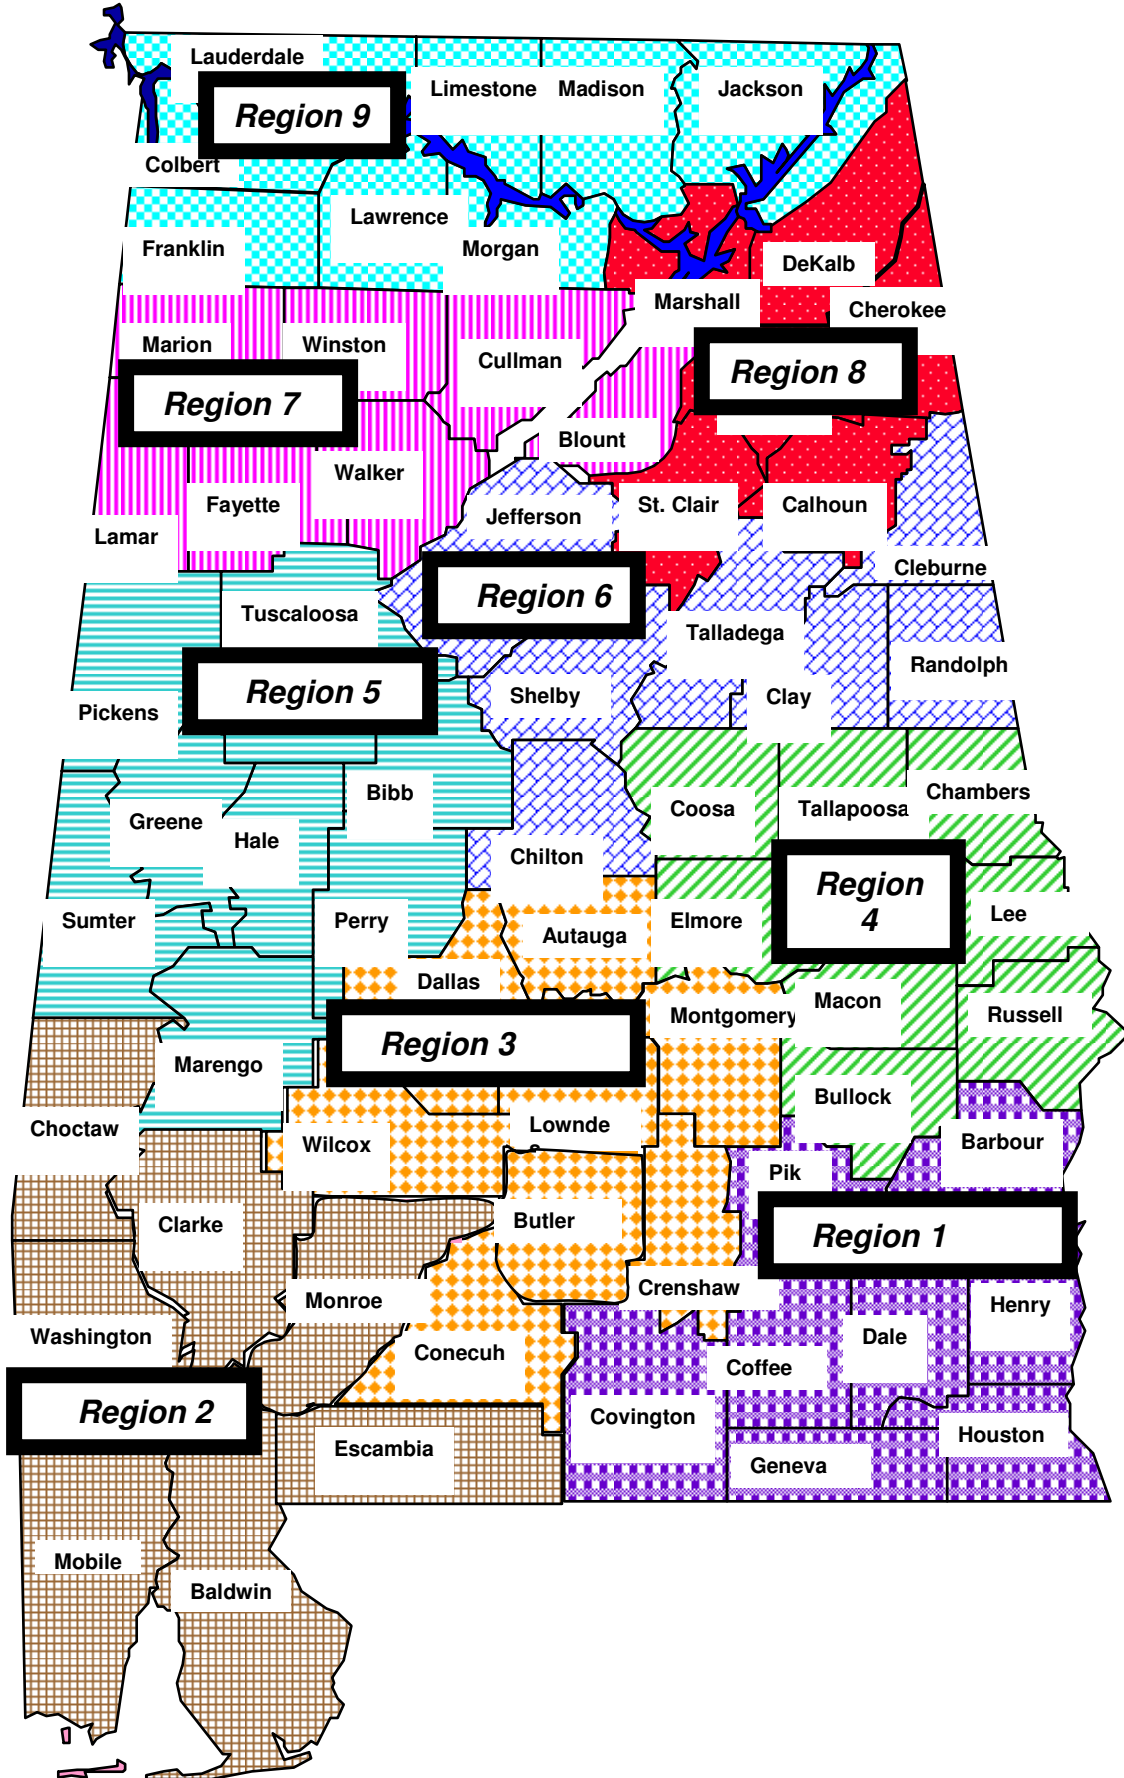 Lauderdale
Limestone
Madison
Jackson
Region 9
Colbert
Lawrence
Franklin
Morgan
DeKalb
Marshall
Cherokee
Marion
Winston
Cullman
Region 8
Region 7
Blount
Walker
Fayette
Jefferson
St. Clair
Calhoun
Lamar
Cleburne
Region 6
Tuscaloosa
Talladega
Randolph
Region 5
Shelby
Clay
Pickens
Bibb
Chambers
Coosa
Tallapoosa
Greene
Hale
Chilton
Region
4
Sumter
Perry
Autauga
Elmore
Lee
Dallas
Macon
Montgomery
Russell
Region 3
Marengo
Bullock
Choctaw
Wilcox
Lownde
s
Barbour
Pik
Clarke
Butler
Region 1
Crenshaw
Monroe
Henry
Washington
Dale
Conecuh
Coffee
Region 2
Covington
Escambia
Houston
Geneva
Mobile
Baldwin